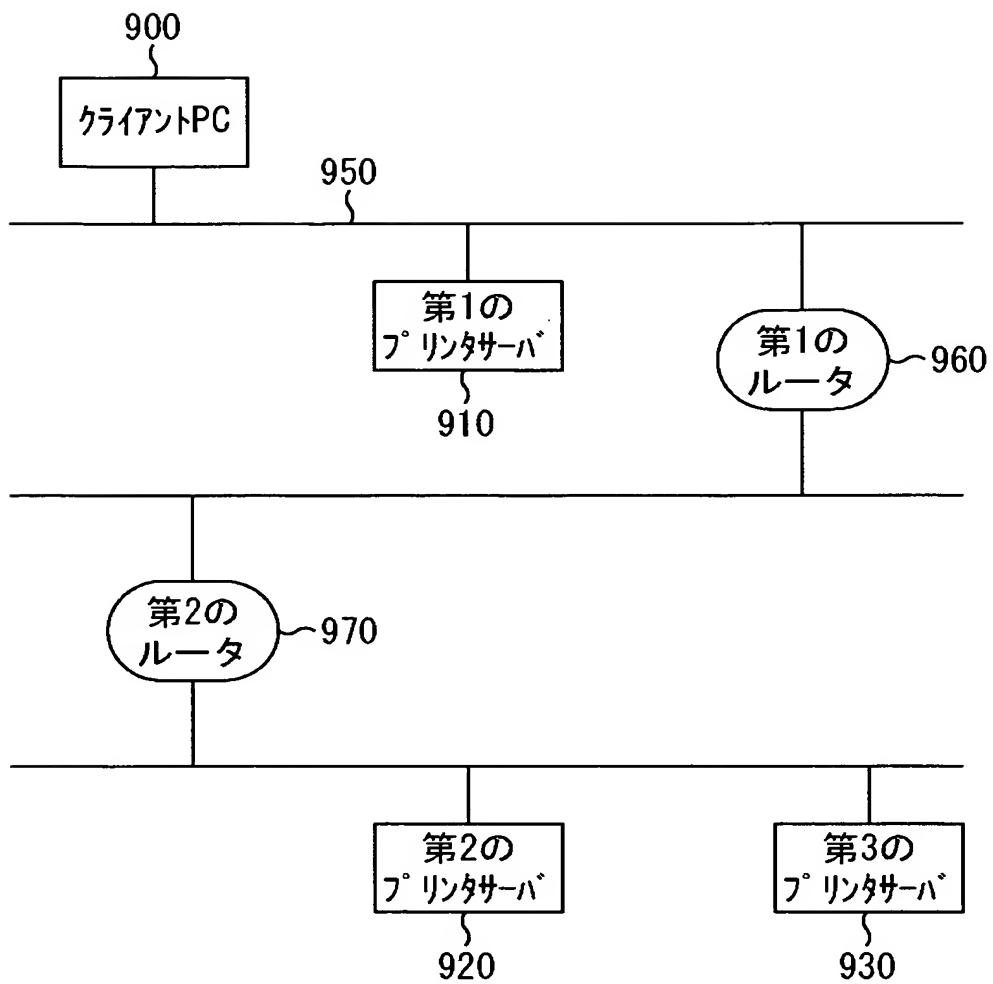 900
クライアントPC
950
第1の
プリンタサーバ
910
第1の
ルータ
960
第2の
ルータ
970
第2の
プリンタサーバ
920
第3の
プリンタサーバ
930